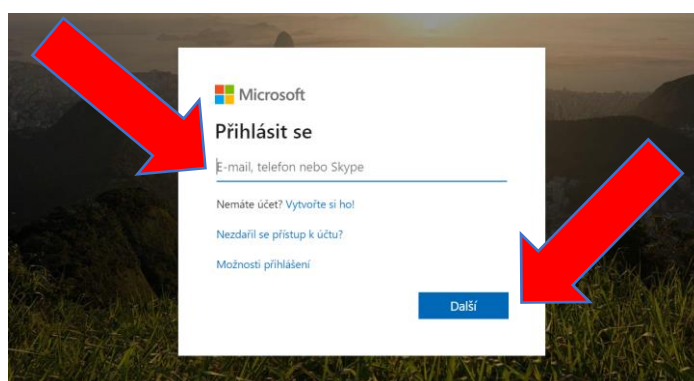 Microsoft
Přihlásit se
E-mail, telefon nebo Skype
Nemáte účet? Vytvořte si ho!
Nezdařil se přístup k účtu?
Možnosti přihlášení
Další